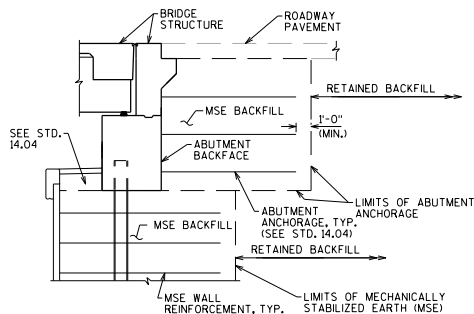 BRIDGE
STRUCTURE
ROADWAY
PAVEMENT
RETAINED BACKFILL
MSE BACKFILL
1'-0"
(MIN.)
SEE STD.
14.04
ABUTMENT
BACKFACE
LIMITS OF ABUTMENT
ANCHORAGE
ABUTMENT
ANCHORAGE, TYP.
(SEE STD. 14.04)
MSE BACKFILL
RETAINED BACKFILL
MSE WALL
REINFORCEMENT, TYP.
LIMITS OF MECHANICALLY
STABILIZED EARTH (MSE)